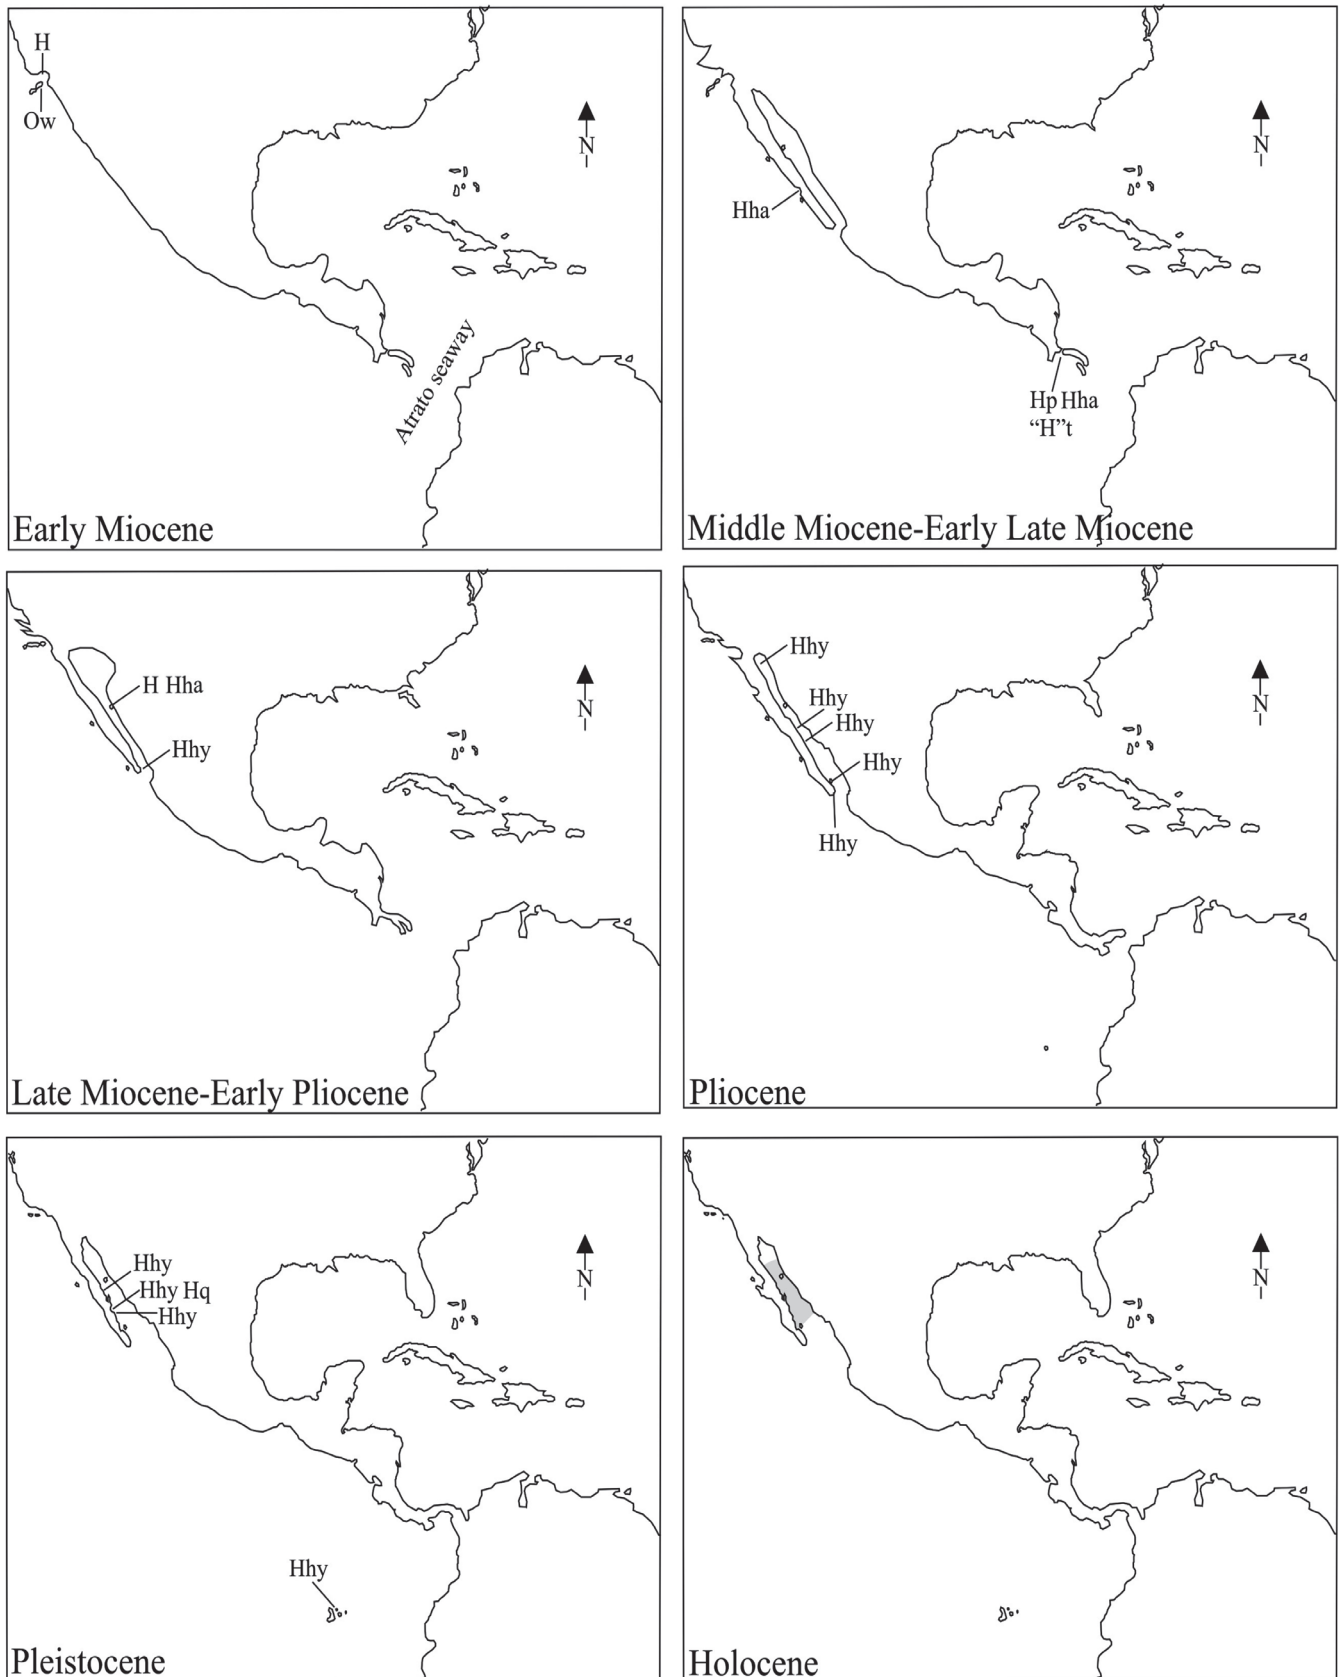 H
Ow
N
Atrato seaway
Early Miocene
N
Hha
Hp Hha
“H”t
Middle Miocene-Early Late Miocene
H Hha
Hhy
N
Late Miocene-Early Pliocene
Hhy
Hhy
Hhy
Hhy
Hhy
N
Pliocene
Hhy
Hhy Hq
Hhy
N
Hhy
Pleistocene
N
Holocene